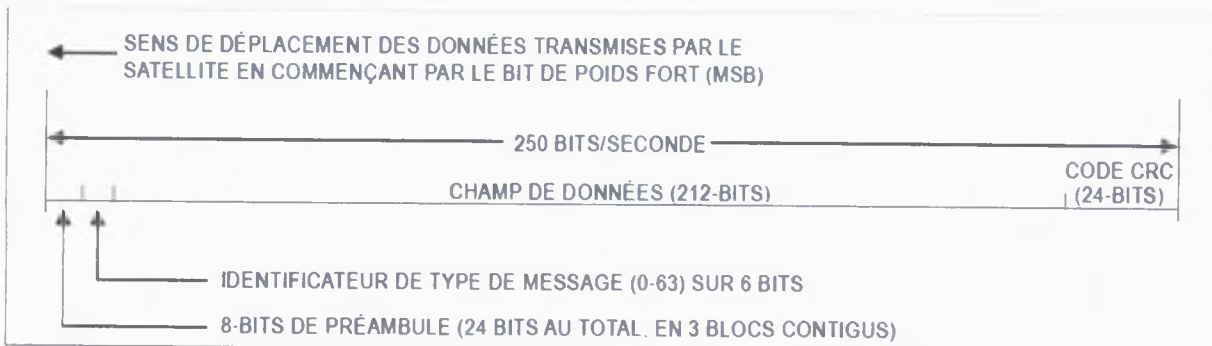 SENS DE DÉPLACEMENT DES DONNÉES TRANSMISES PAR LE
SATELLITE EN COMMENÇANT PAR LE BIT DE POIDS FORT (MSB)
250 BITS/SECONDE
CODE CRC
CHAMP DE DONNÉES (212-BITS)
(24-BITS)
IDENTIFICATEUR DE TYPE DE MESSAGE (0-63) SUR 6 BITS
8-BITS DE PRÉAMBULE (24 BITS AU TOTAL. EN 3 BLOCS CONTIGUS)